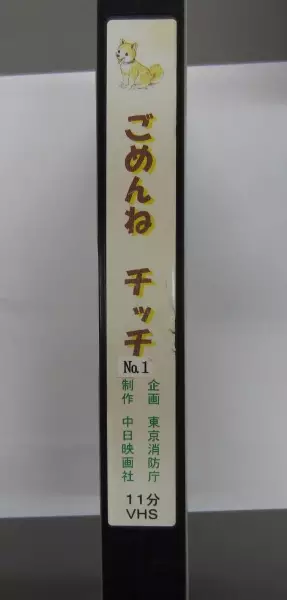 ごめんね チッチ
No.1
企画 東京消防庁
制作 中日映画社
11分
VHS